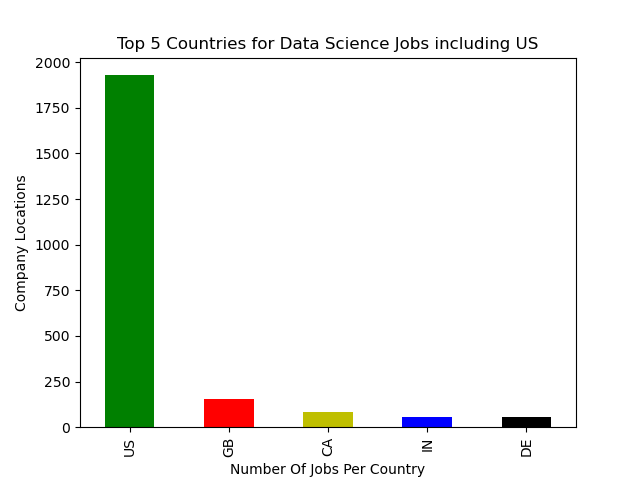 Top 5 Countries for Data Science Jobs including US
2000
1750
1500
1250
1000
750
500
250
0
Company Locations
US
GB
CA
IN
DE
Number Of Jobs Per Country